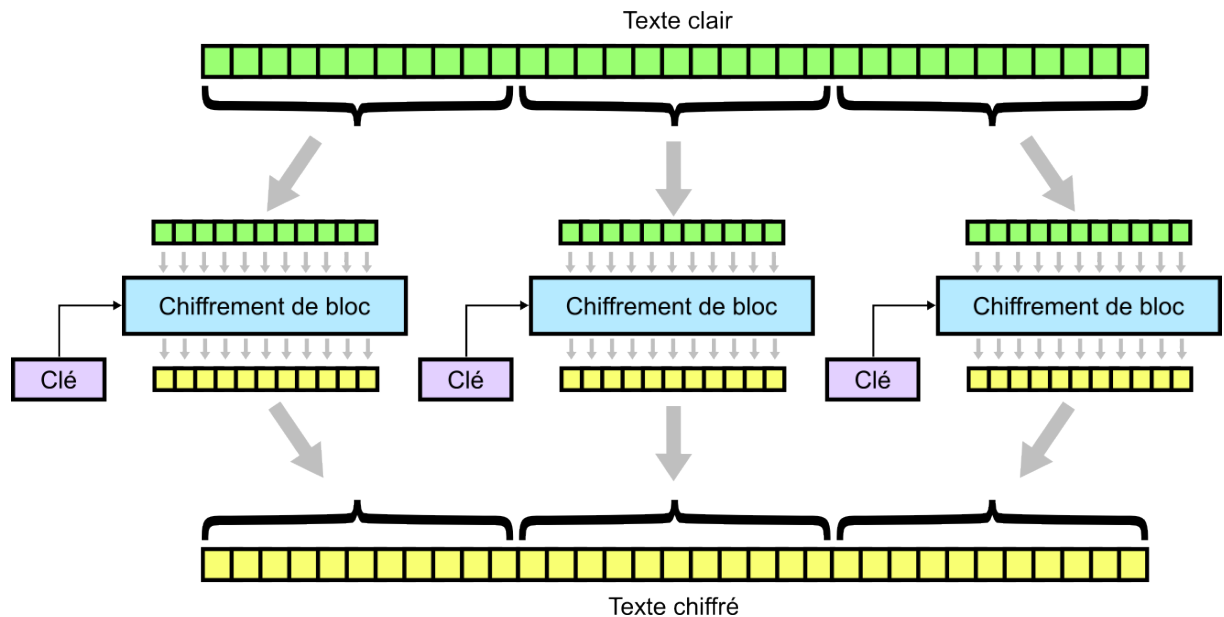 Texte clair
Chiffrement de bloc
Chiffrement de bloc
Chiffrement de bloc
Clé
Clé
Clé
Texte chiffré